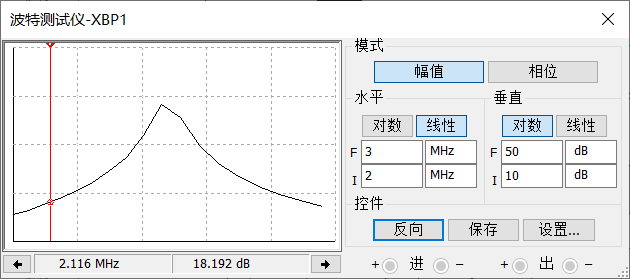 波特测试仪-XBP1
模式
幅值 相位
水平 垂直
对数 线性 对数 线性
F 3 MHz F 50 dB
I 2 MHz I 10 dB
控件
反向 保存 设置...
2.116 MHz 18.192 dB
+ 进 − + 出 −